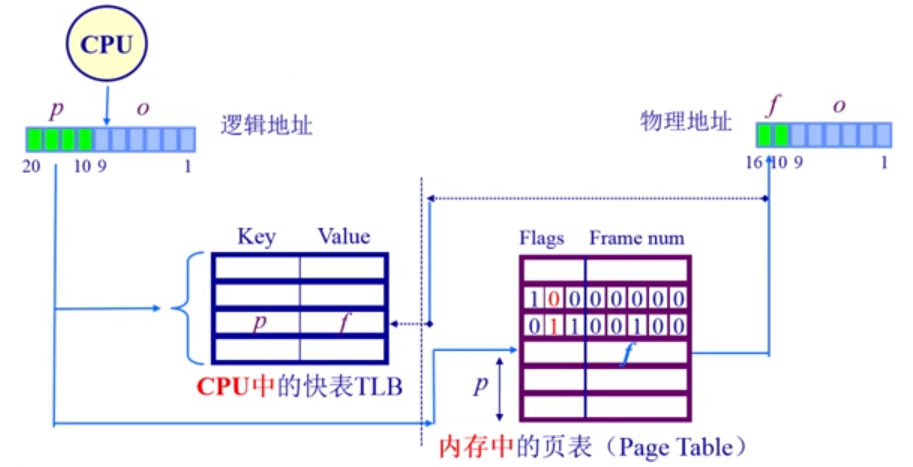 CPU
p o
逻辑地址
20 10 9 1
f o
物理地址
16 10 9 1
Key Value
p f
CPU中的快表TLB
Flags Frame num
1 0 0 0 0 0 0 0
0 1 1 0 0 1 0 0
f
p
内存中的页表（Page Table）